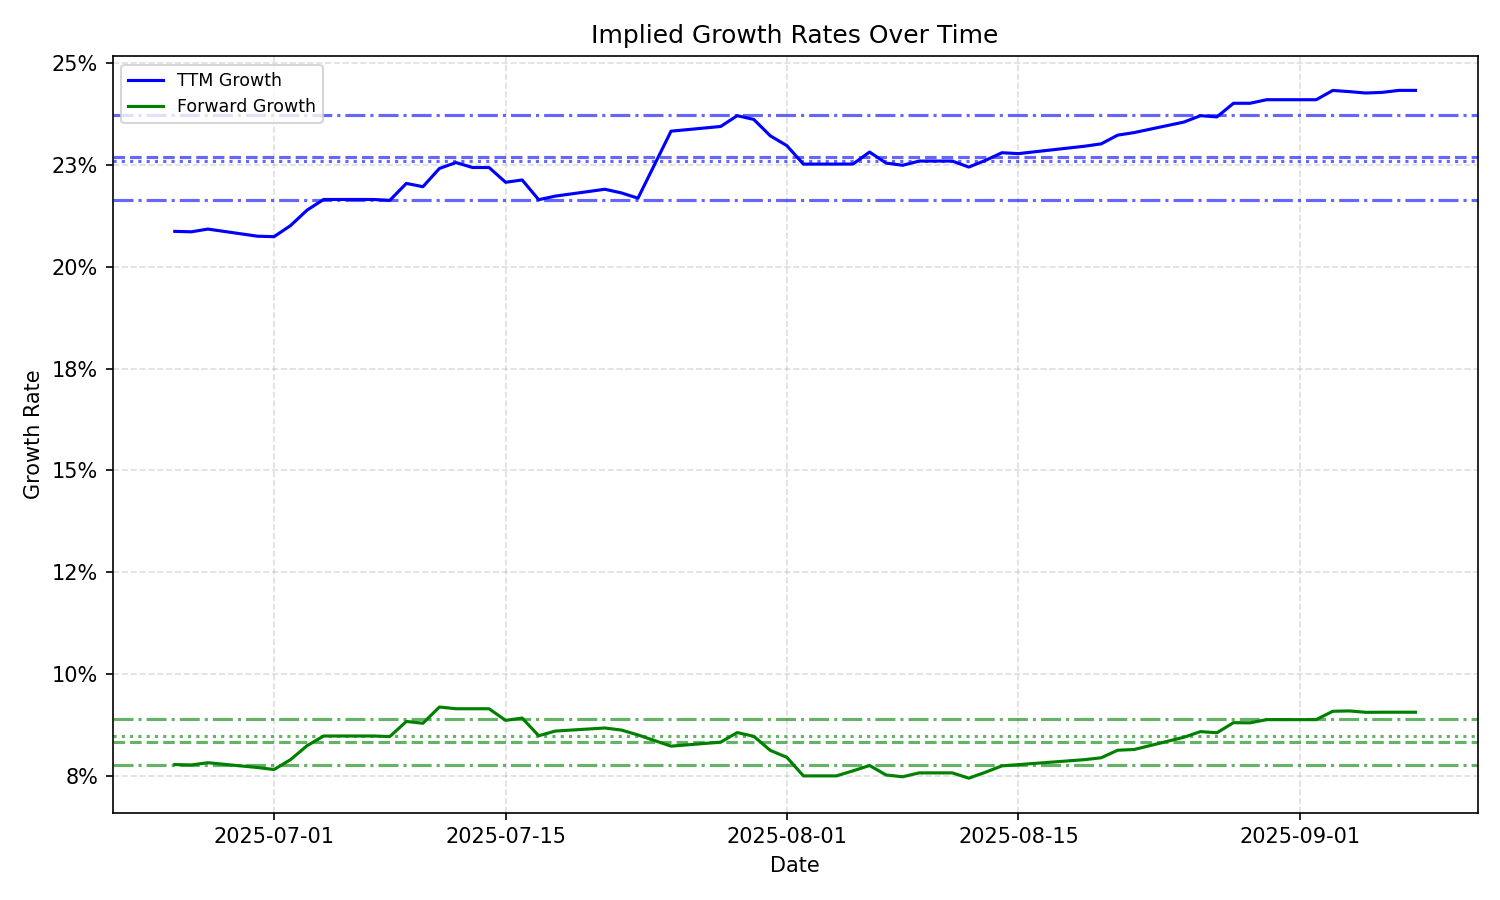 Implied Growth Rates Over Time
TTM Growth
Forward Growth
25%
23%
20%
18%
15%
12%
10%
8%
Growth Rate
2025-07-01
2025-07-15
2025-08-01
2025-08-15
2025-09-01
Date